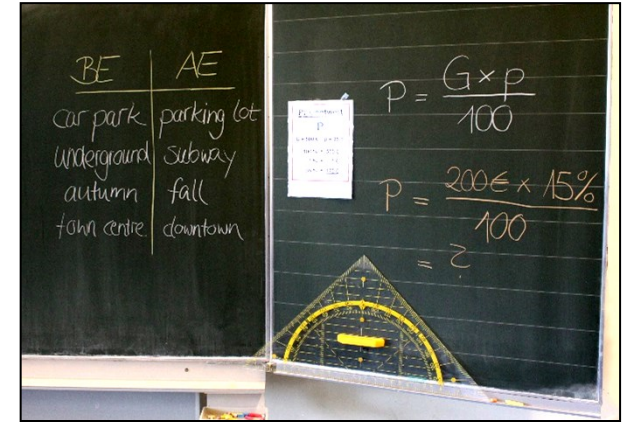 BE AE
car park parking lot
underground subway
autumn fall
town centre downtown
P
P = G × p
100
P = 200€ × 15%
100
= ?